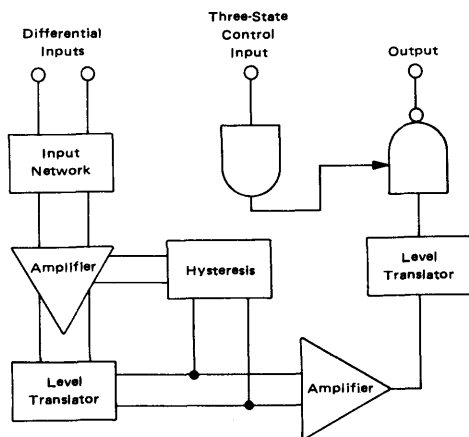 Differential
Inputs
Three-State
Control
Input
Output
Input
Network
Amplifier
Hysteresis
Level
Translator
Level
Translator
Amplifier